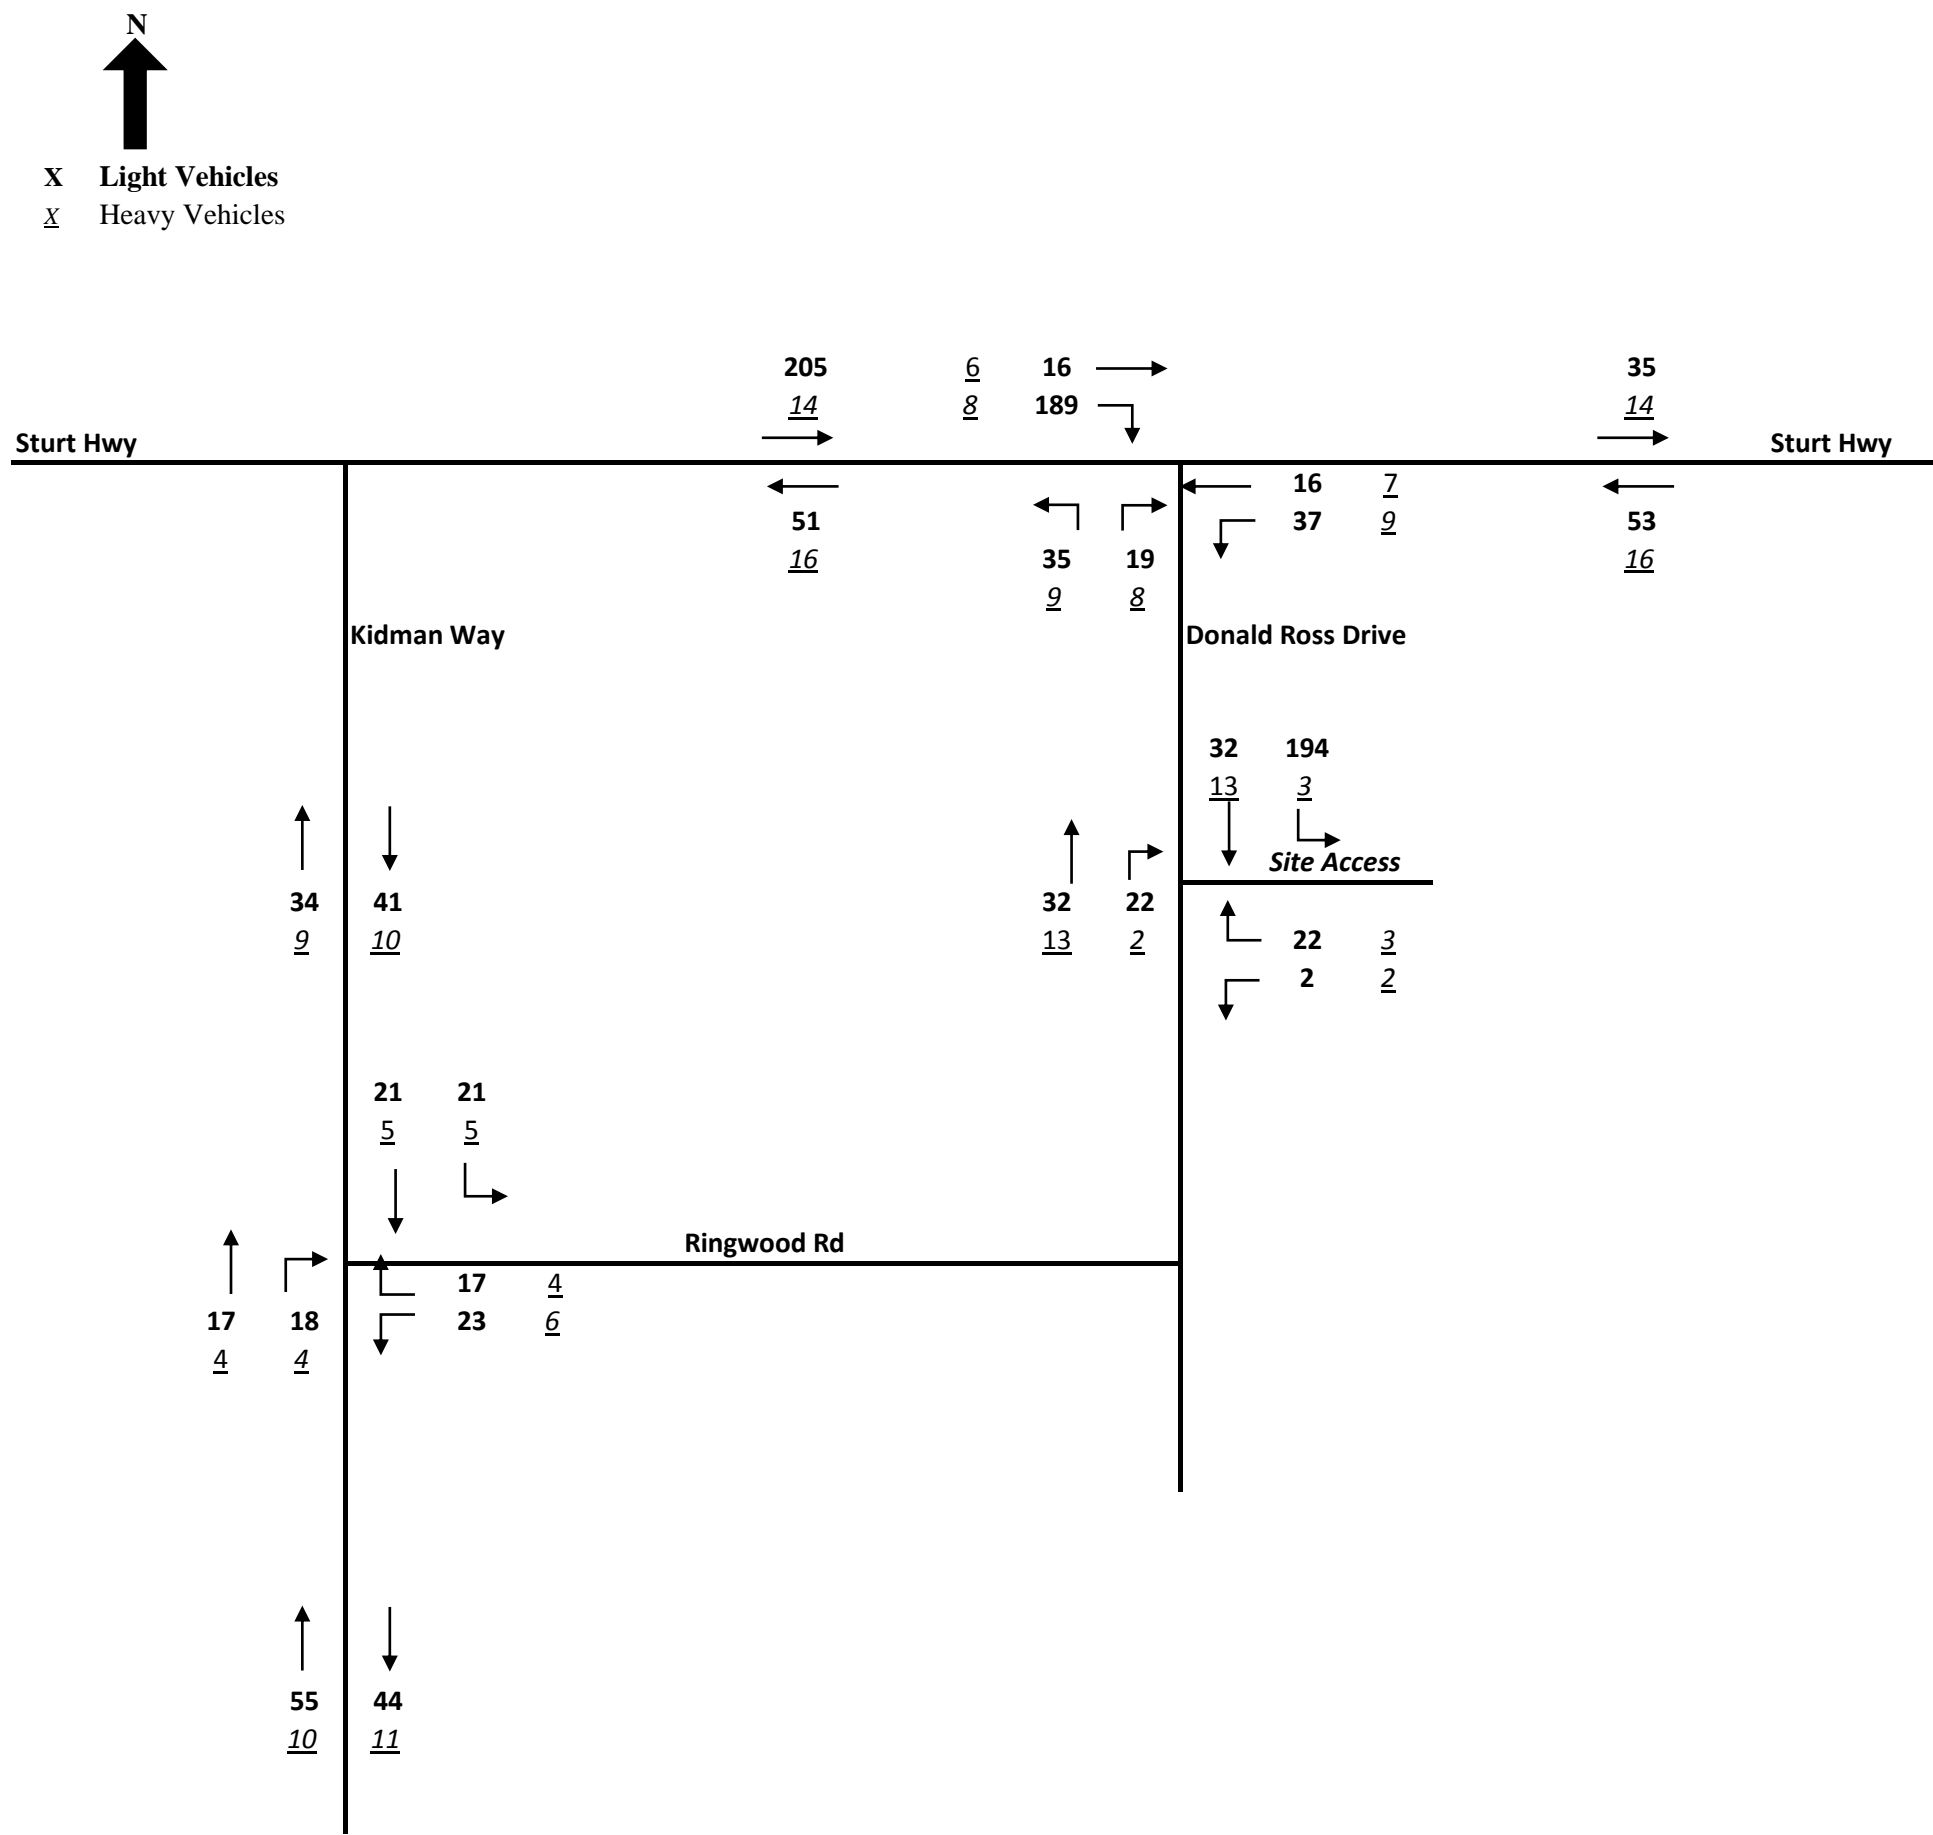 N
X Light Vehicles
X Heavy Vehicles
205 6 16 35
14 8 189 14
Sturt Hwy Sturt Hwy
16 7
51 37 9 53
16 35 19 16
9 8
Kidman Way Donald Ross Drive
32 194
13 3
Site Access
34 41 32 22
9 10 13 2 22 3
2 2
21 21
5 5
Ringwood Rd
17 4
17 18 23 6
4 4
55 44
10 11